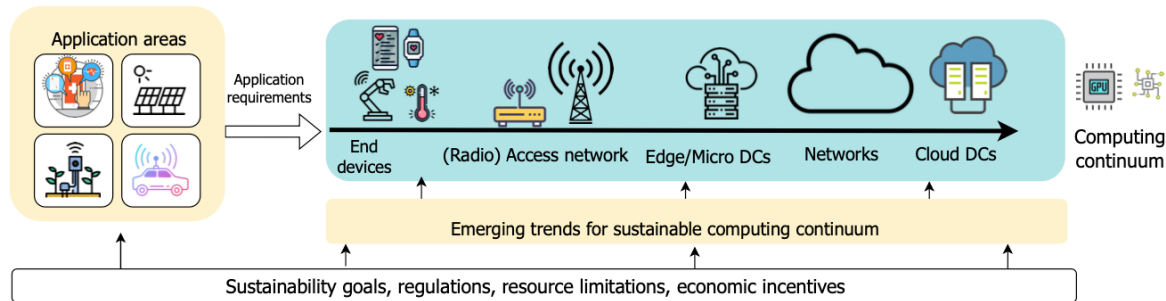 Application areas
Application
requirements
End
devices
(Radio) Access network
Edge/Micro DCs
Networks
Cloud DCs
GPU
Computing
continuum
Emerging trends for sustainable computing continuum
Sustainability goals, regulations, resource limitations, economic incentives